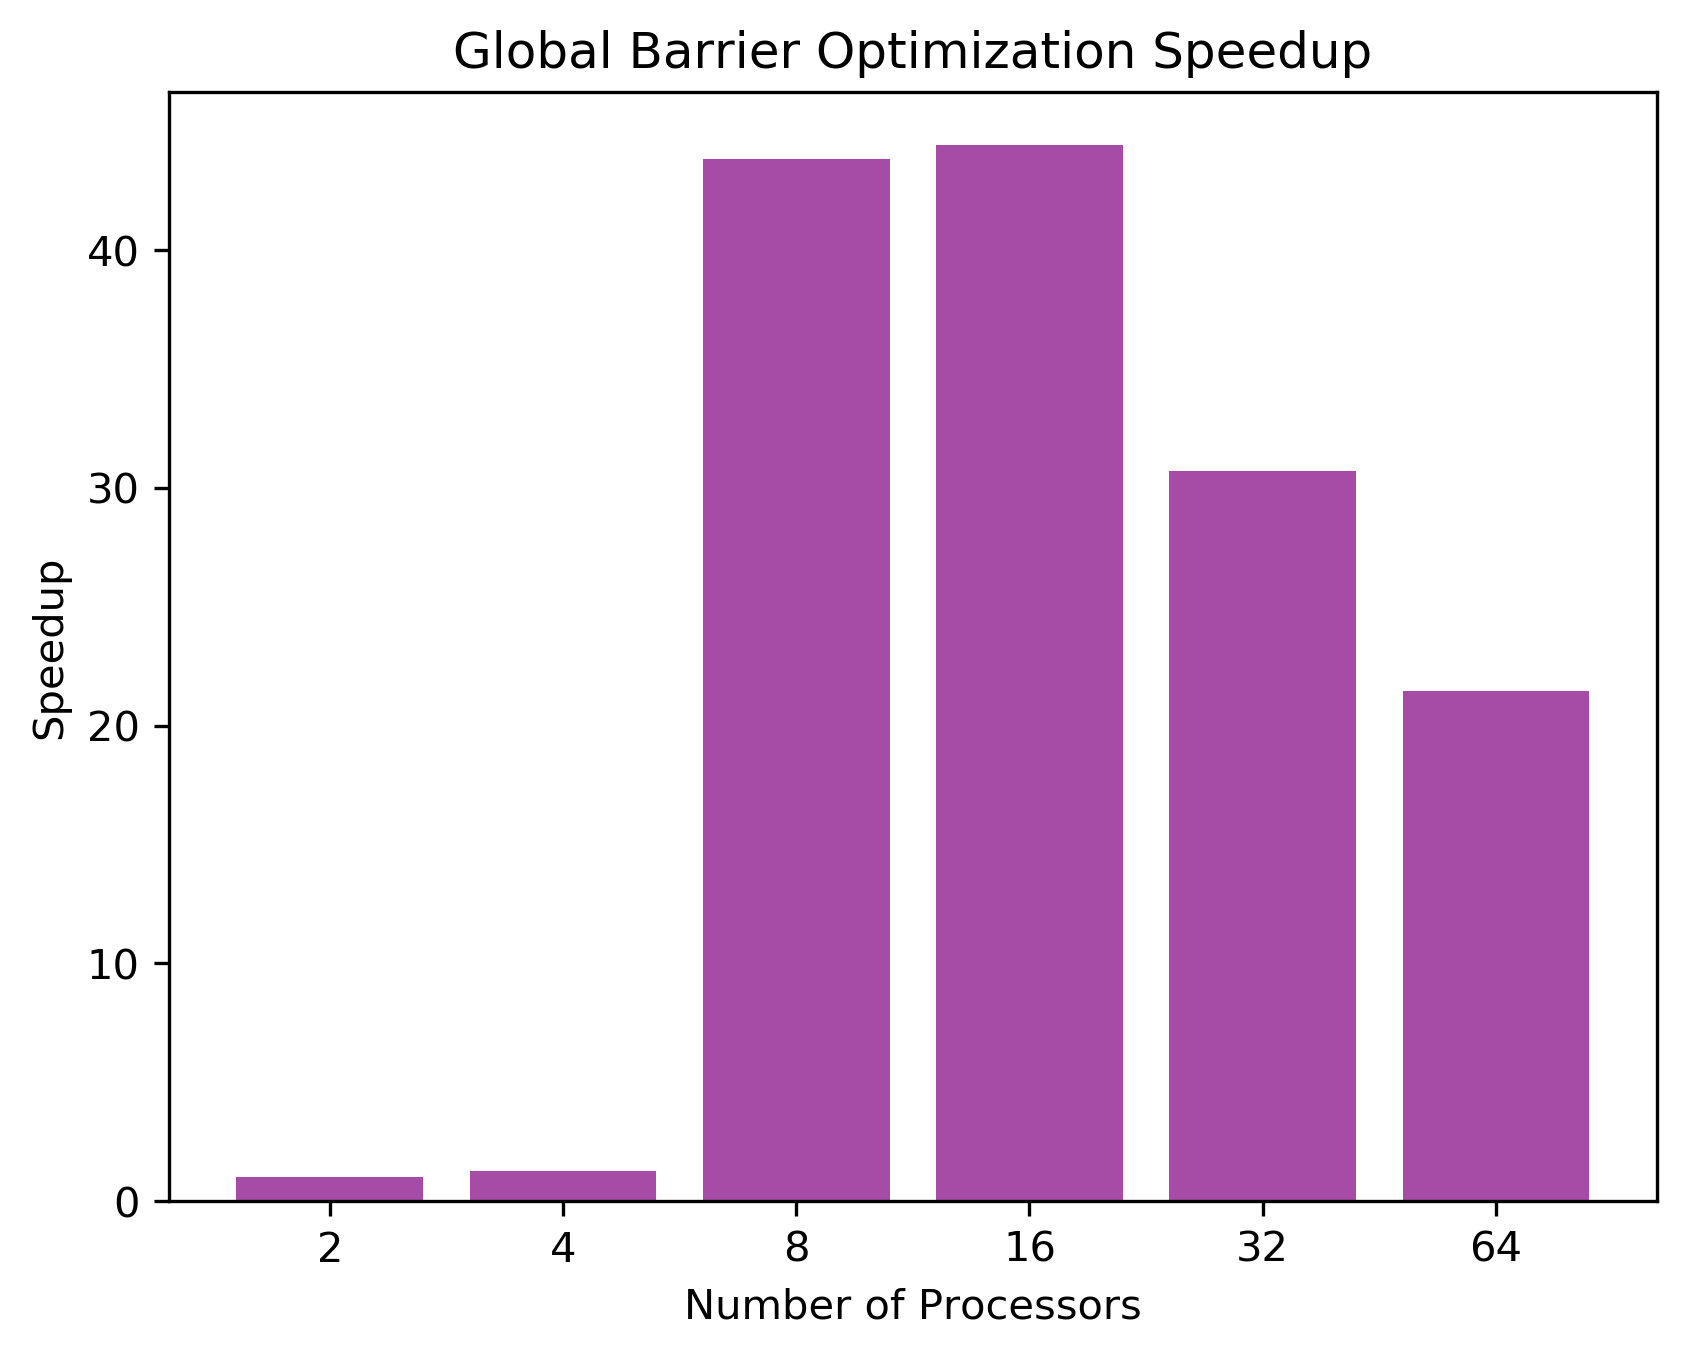 Global Barrier Optimization Speedup
40
30
20
10
0
Speedup
2 4 8 16 32 64
Number of Processors